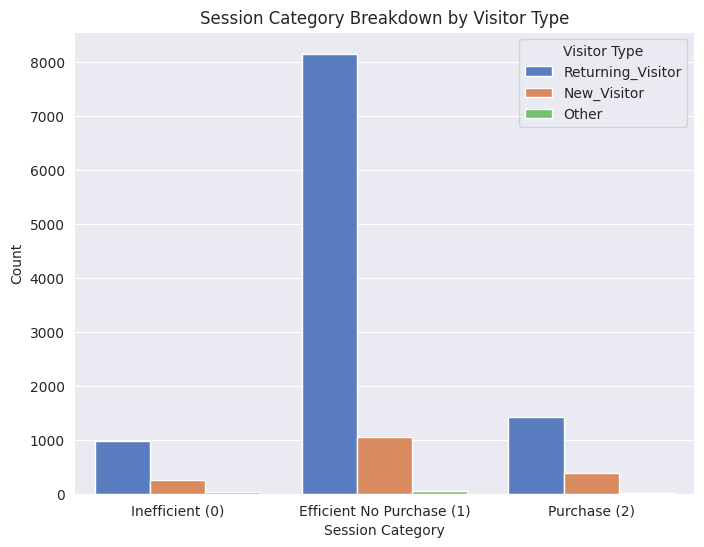 Session Category Breakdown by Visitor Type
Visitor Type
Returning_Visitor
New_Visitor
Other
8000
7000
6000
5000
4000
3000
2000
1000
0
Count
Inefficient (0)
Efficient No Purchase (1)
Purchase (2)
Session Category